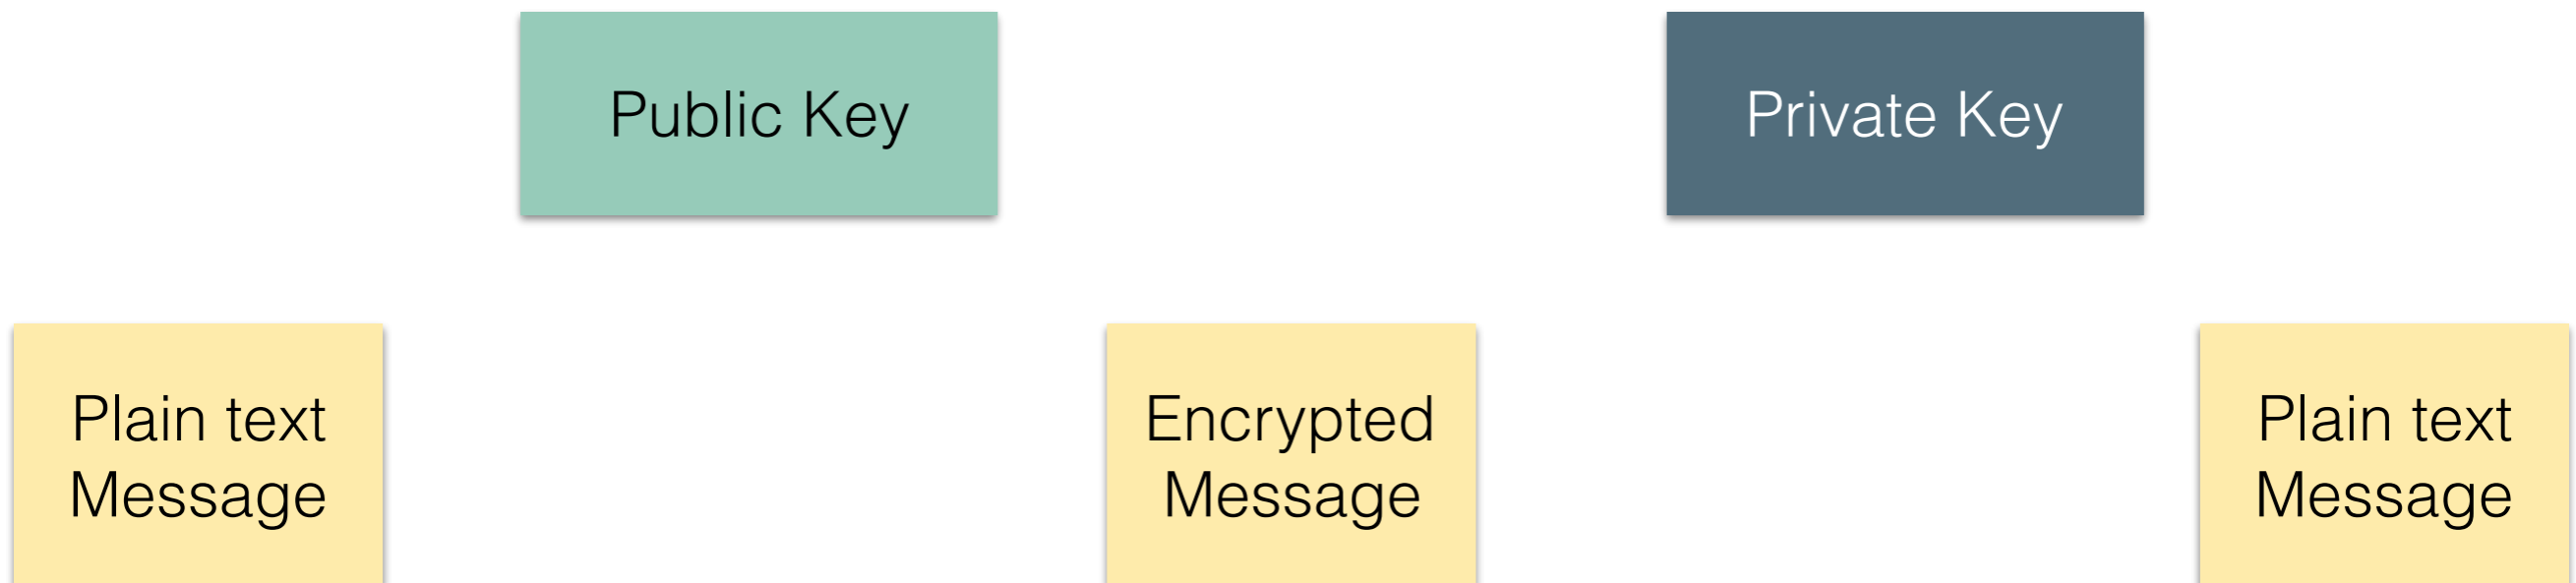 Public Key
Private Key
Plain text
Message
Encrypted
Message
Plain text
Message